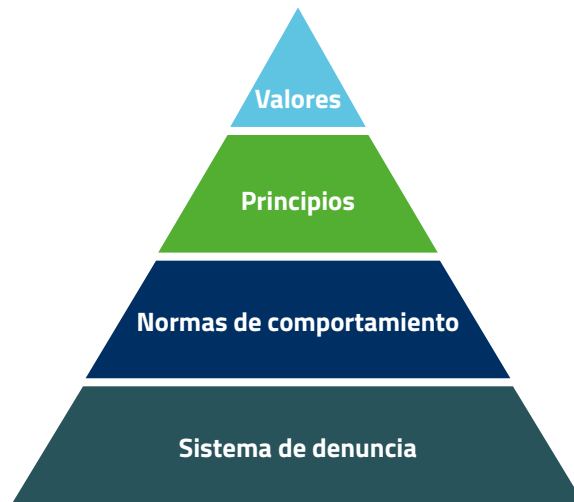 Valores
Principios
Normas de comportamiento
Sistema de denuncia